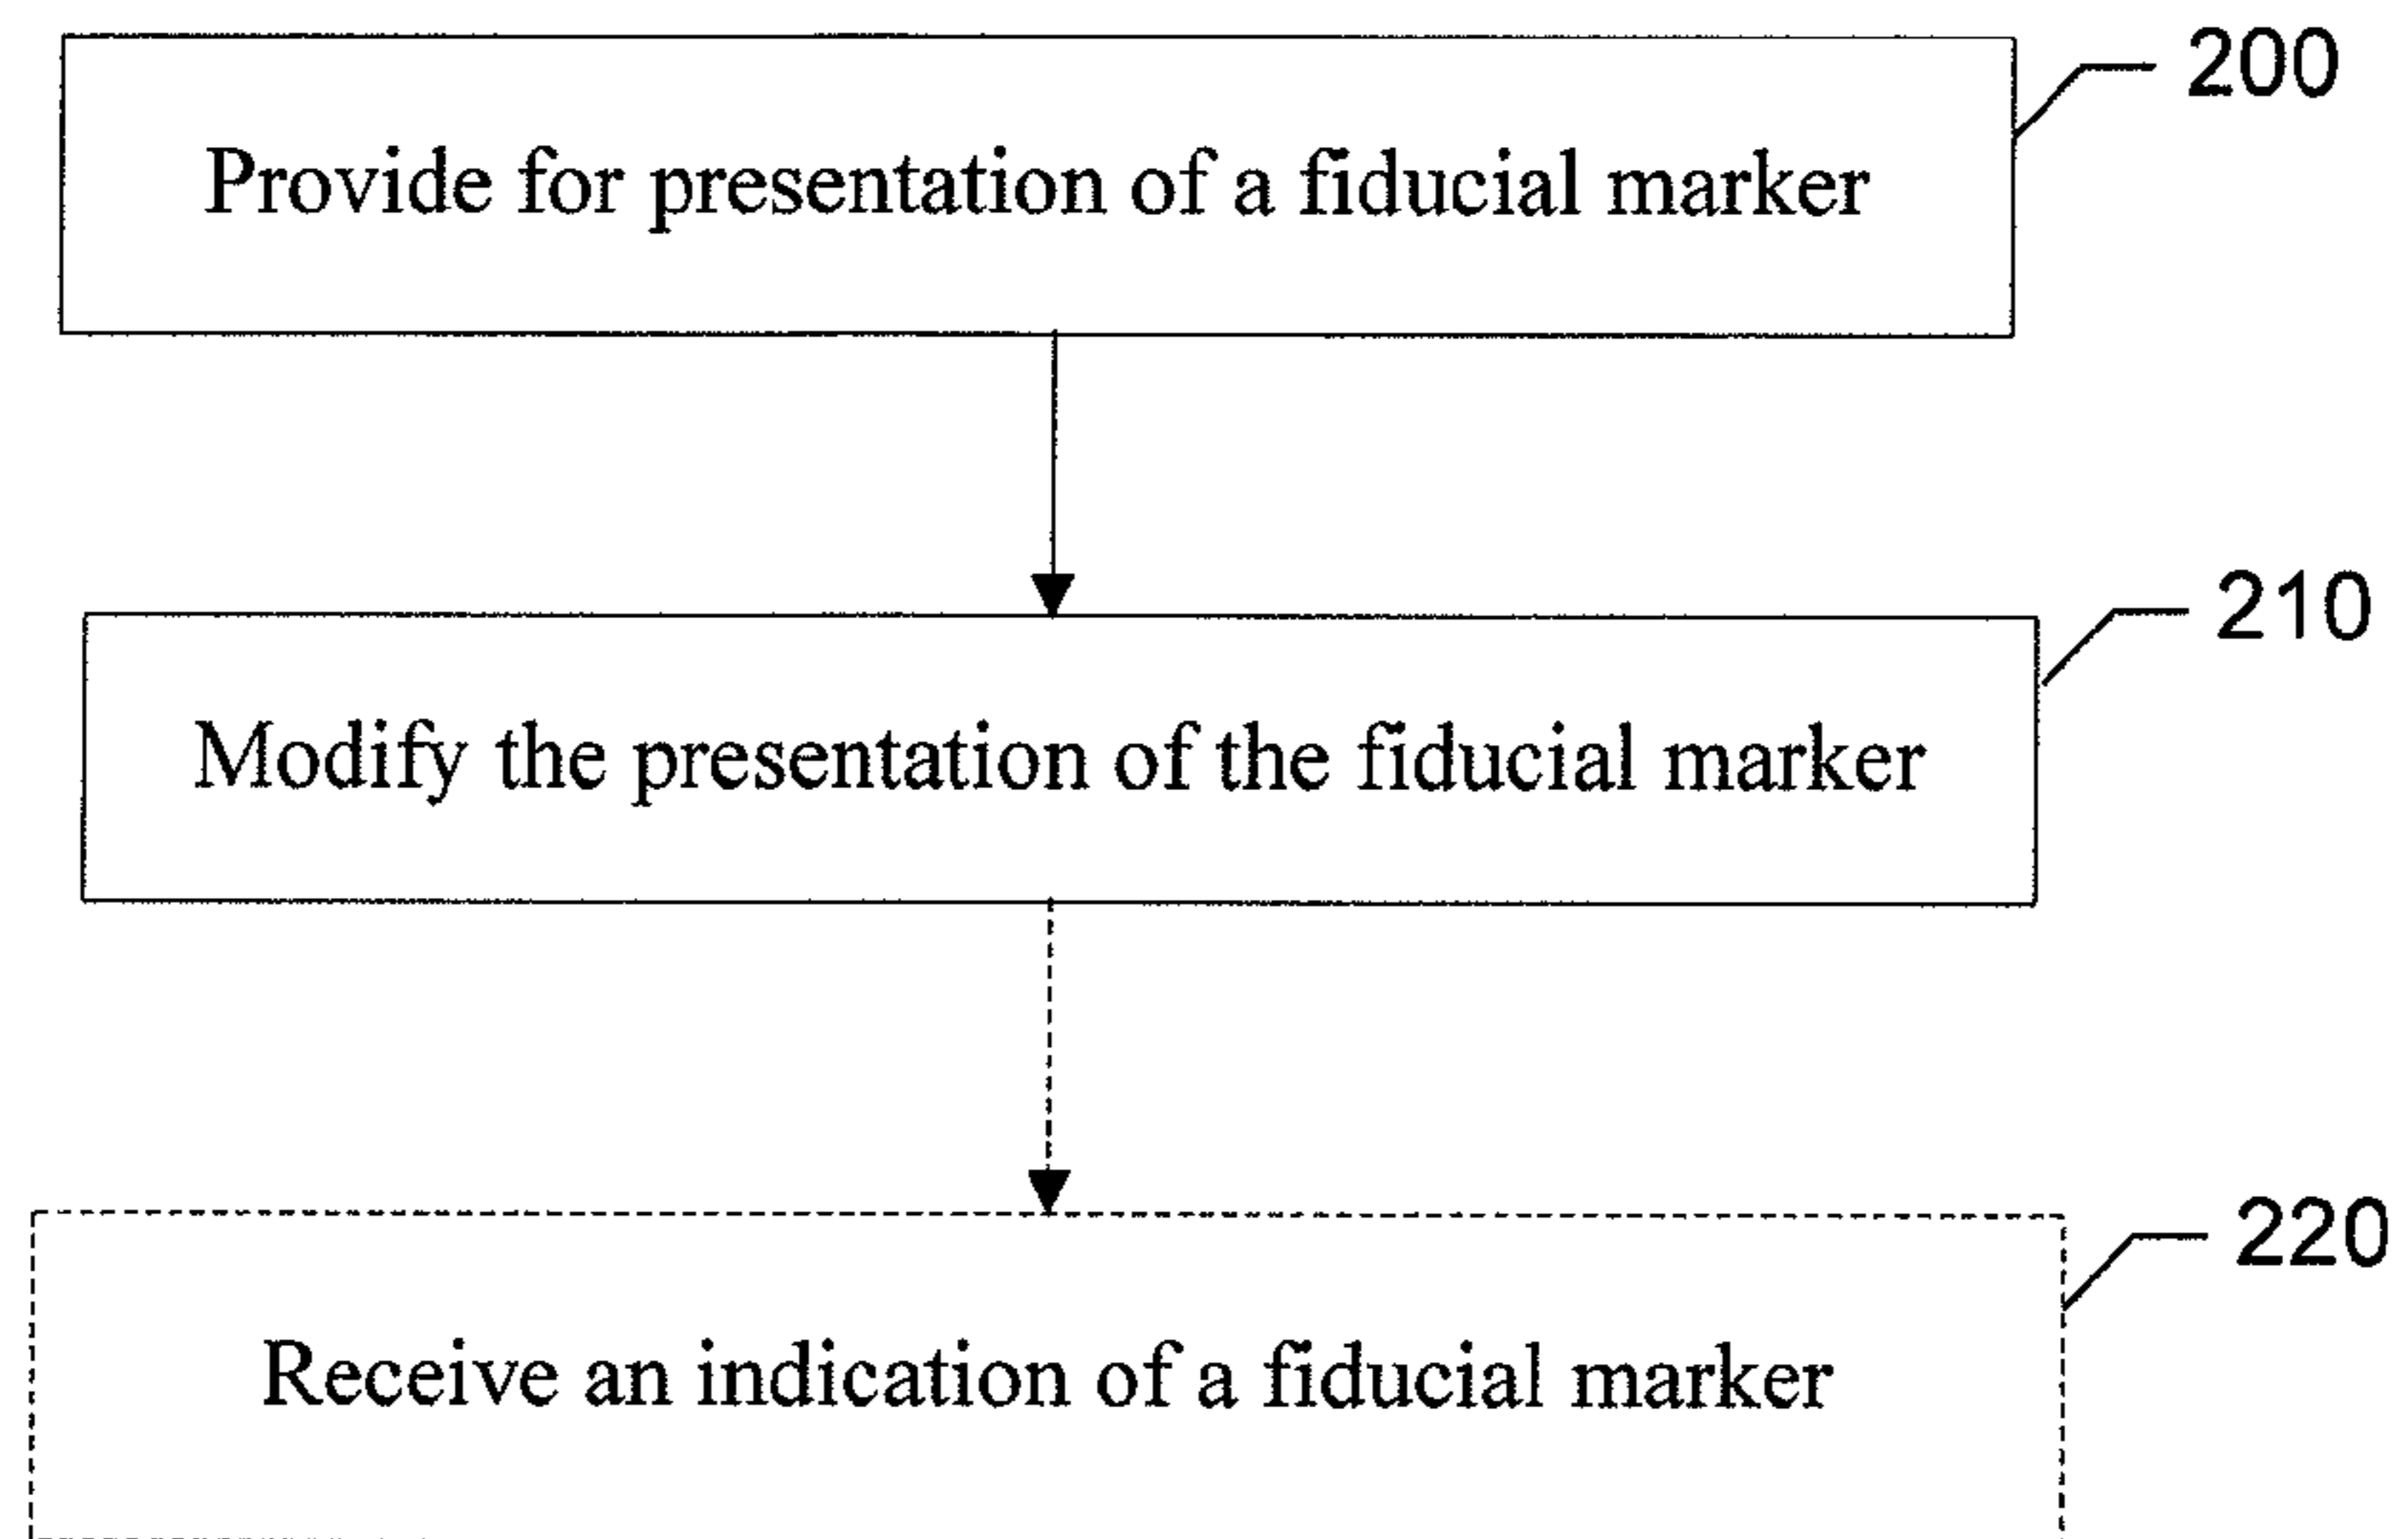 200
Provide for presentation of a fiducial marker
210
Modify the presentation of the fiducial marker
220
Receive an indication of a fiducial marker